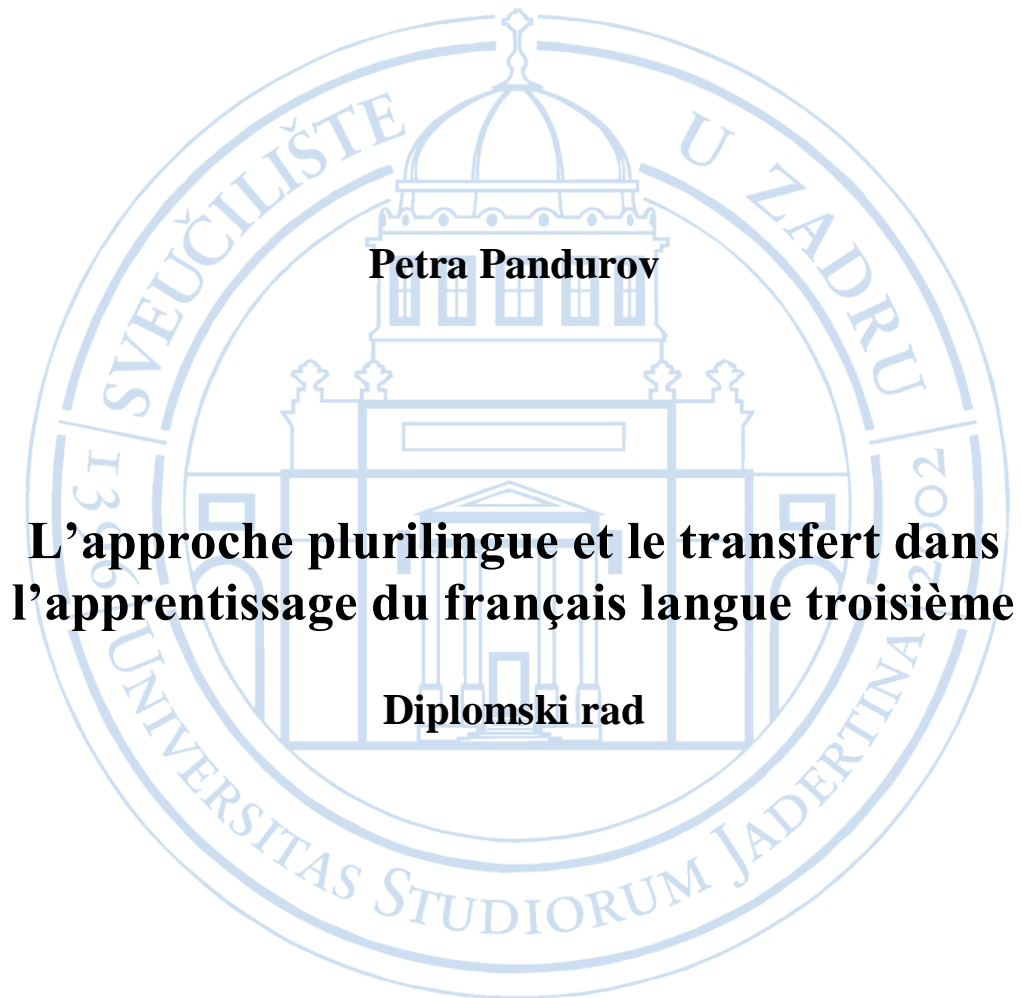 SVEUČILIŠTE U ZADRU
Petra Pandurov
L’approche plurilingue et le transfert dans
l’apprentissage du français langue troisième
Diplomski rad
1396 UNIVERSITAS STUDIORUM JADERTINA 2002